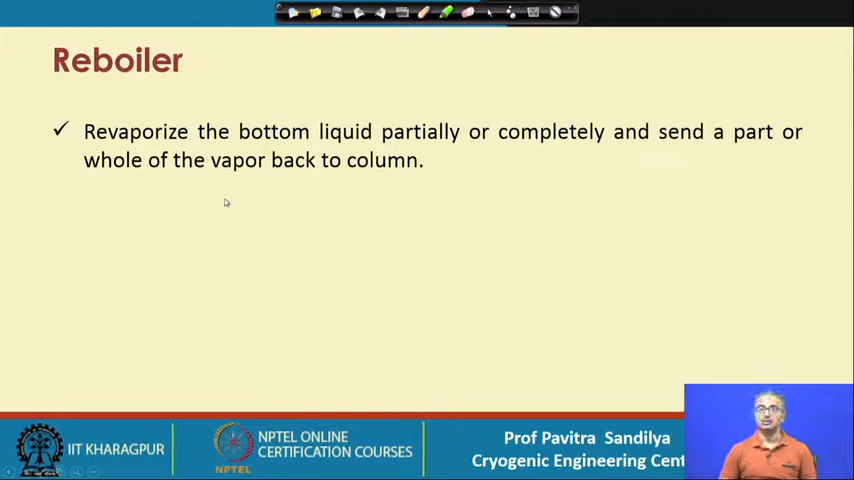 Reboiler
✓ Revaporize the bottom liquid partially or completely and send a part or
whole of the vapor back to column.
IIT KHARAGPUR
NPTEL
NPTEL ONLINE
CERTIFICATION COURSES
Prof Pavitra Sandilya
Cryogenic Engineering Cent